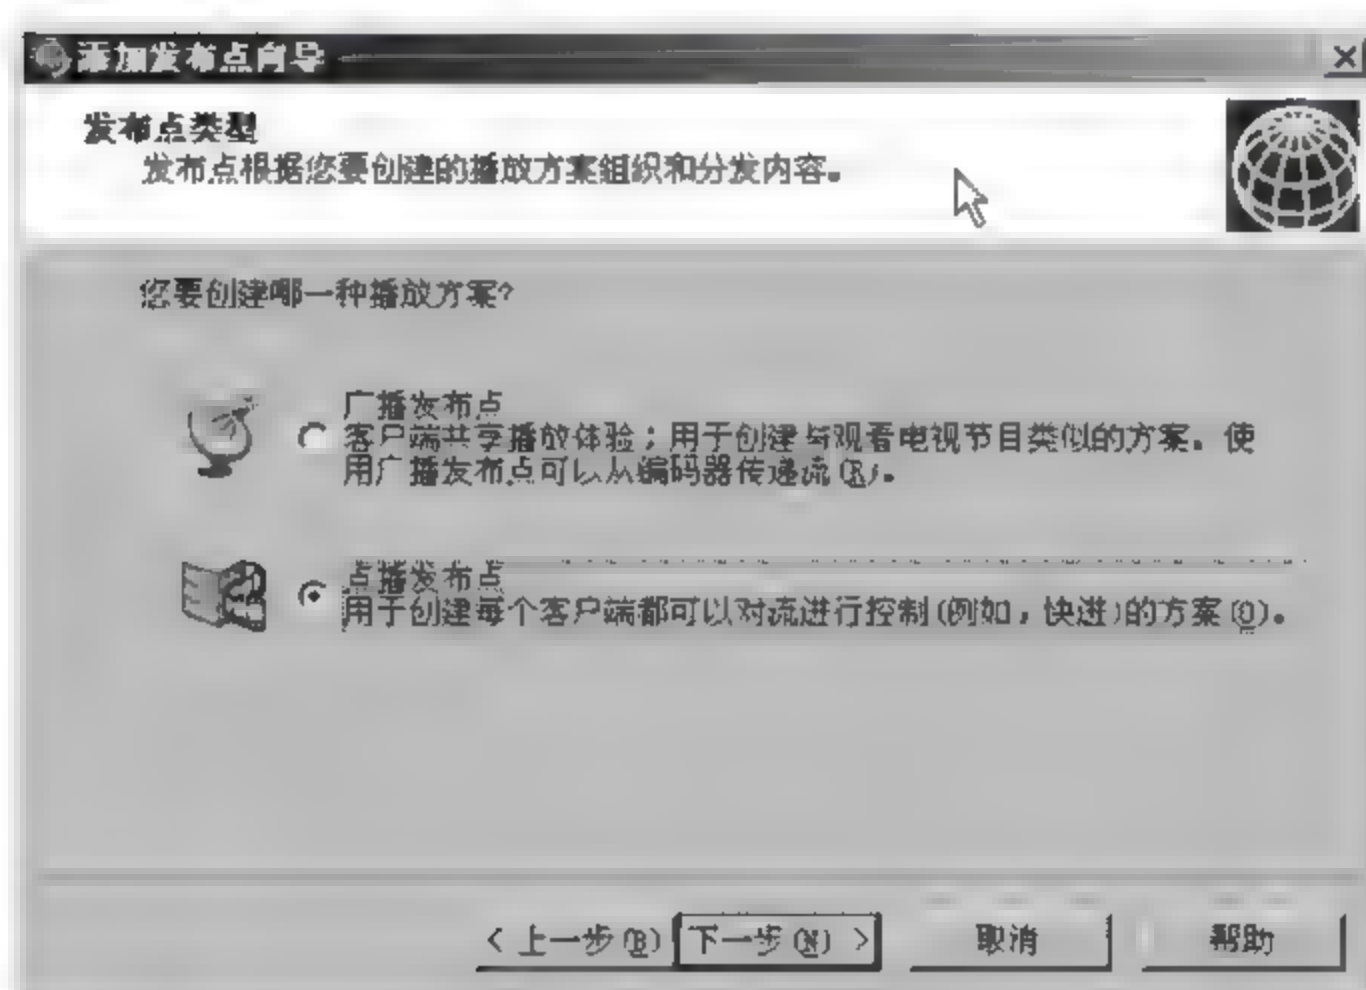 添加发布点向导
发布点类型
发布点根据您要创建的播放方案组织和分发内容。
您要创建哪一种播放方案?
广播发布点
客户端共享播放体验；用于创建与观看电视节目类似的方案。使
用广播发布点可以从编码器传递流(R)。
点播发布点
用于创建每个客户端都可以对流进行控制(例如，快进)的方案(O)。
< 上一步(B) 下一步(N) > 取消 帮助